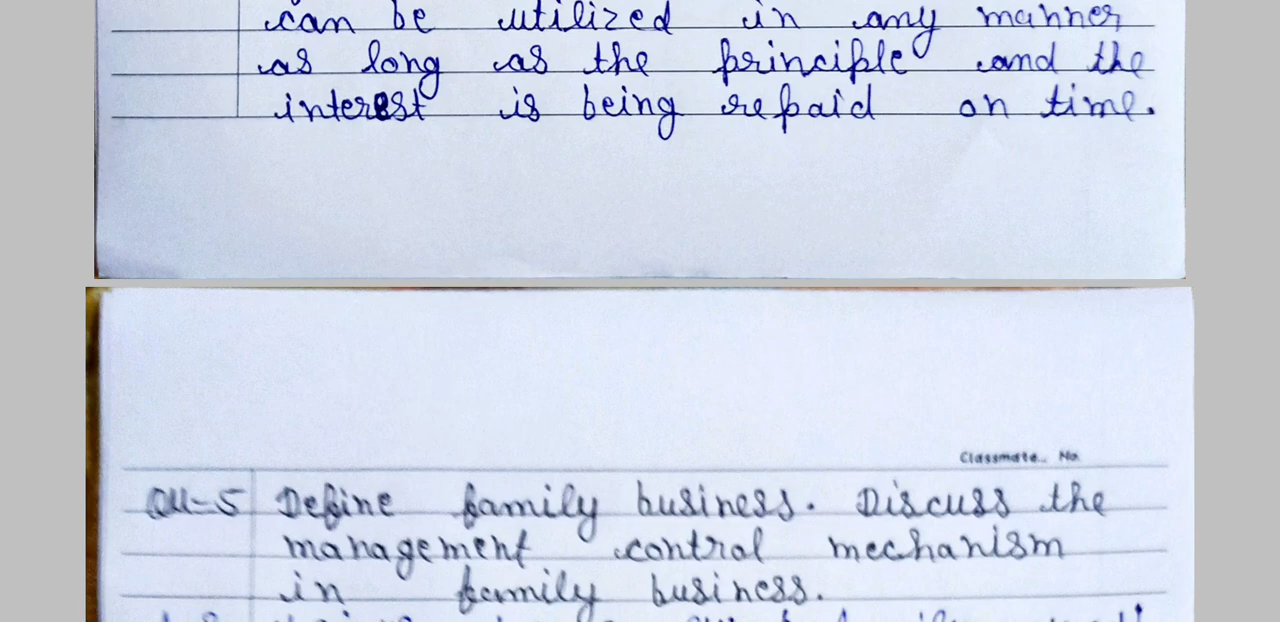 can be utilized in any manner
as long as the principle and the
interest is being repaid on time.
Classmate.. No.
QU-5 Define family business. Discuss the
management control mechanism
in family business.